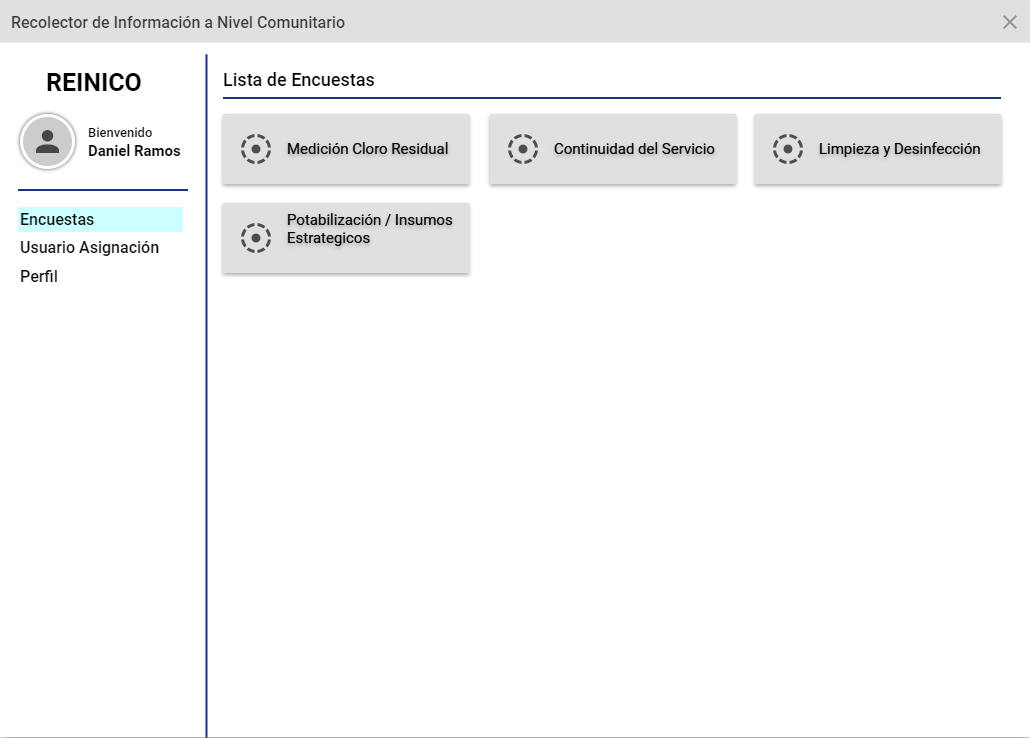 Recolector de Información a Nivel Comunitario
REINICO
Bienvenido
Daniel Ramos
Encuestas
Usuario Asignación
Perfil
Lista de Encuestas
Medición Cloro Residual
Continuidad del Servicio
Limpieza y Desinfección
Potabilización / Insumos
Estrategicos